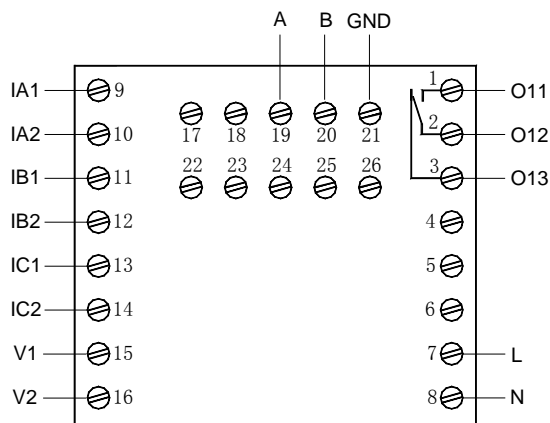 A B GND
IA1 9 1 O11
17 18 19 20 21
IA2 10 2 O12
22 23 24 25 26
IB1 11 3 O13
IB2 12 4
IC1 13 5
IC2 14 6
V1 15 7 L
V2 16 8 N